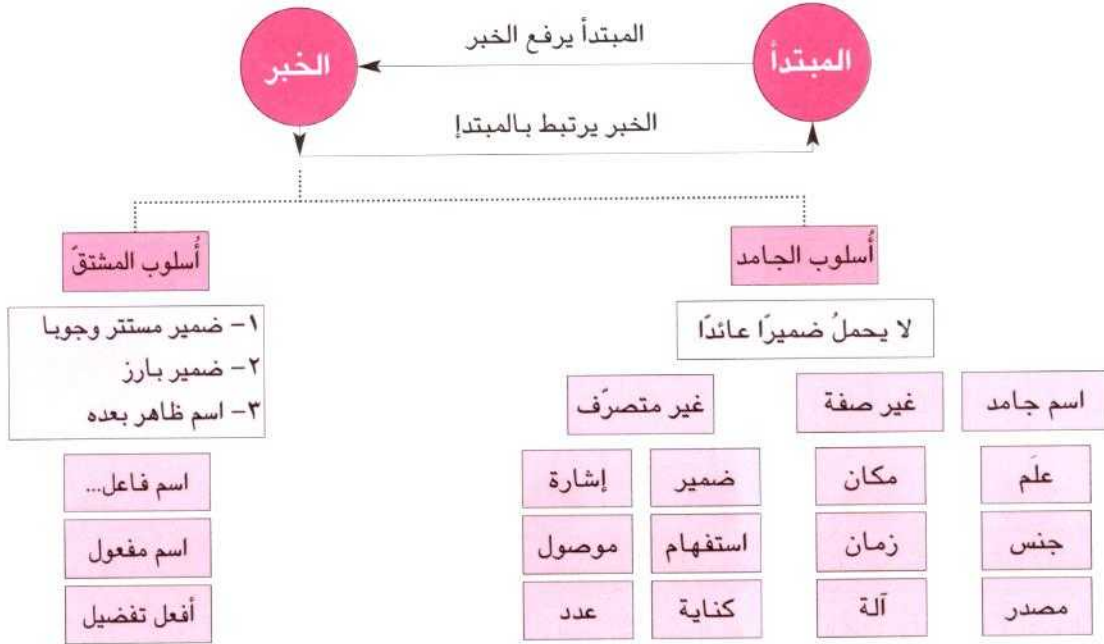 المبتدأ
المبتدأ يرفع الخبر
الخبر
الخبر يرتبط بالمبتدإ
أُسلوب الجامد
لا يحملُ ضميرًا عائدًا
اسم جامد
غير صفة
غير متصرّف
علَم
مكان
ضمير
إشارة
جنس
زمان
استفهام
موصول
مصدر
آلة
كناية
عدد
أُسلوب المشتقّ
١- ضمير مستتر وجوبا
٢- ضمير بارز
٣- اسم ظاهر بعده
اسم فاعل...
اسم مفعول
أفعل تفضيل